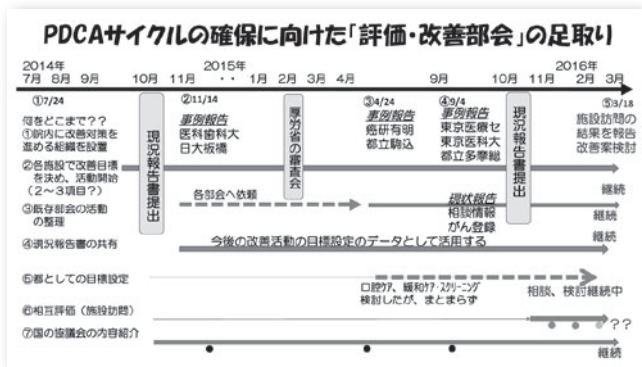 PDCAサイクルの確保に向けた「評価・改善部会」の足取り
2014年 2015年 2016年
7月 8月 9月 10月 11月 ・・ 1月 2月 3月 4月 9月 10月 11月 2月 3月
①7/24 ②11/14 ③4/24 ④9/4 ⑤3/18
何をどこまで??
①院内に改善対策を
進める組織を設置
②各施設で改善目標
を決め、活動開始
(2〜3項目?)
現況報告書提出
事例報告
医科歯科大
日大板橋
厚労省の審査会
事例報告
癌研有明
都立駒込
事例報告
東京医療セ
東京医科大
都立多摩総
現況報告書提出
施設訪問の
結果を報告
改善案検討
継続
③既存部会の活動
の整理
各部会へ依頼
現状報告
相談情報
がん登録
継続
④現況報告書の共有
今後の改善活動の目標設定のデータとして活用する
継続
⑤都としての目標設定
口腔ケア、緩和ケア・スクリーニング
検討したが、まとまらず
相談、検討継続中
⑥相互評価(施設訪問)
??
⑦国の協議会の内容紹介
継続